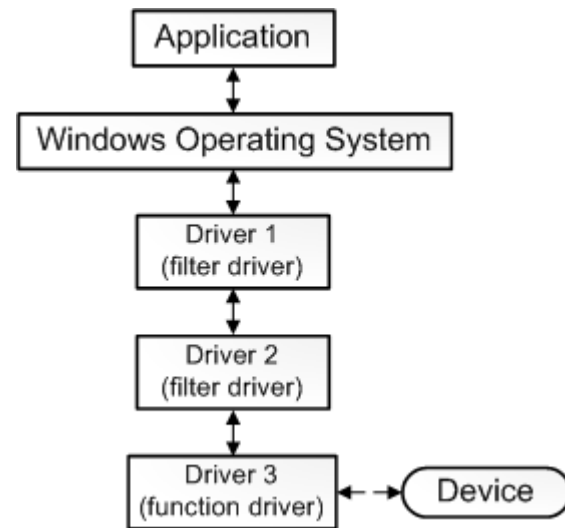 Application
Windows Operating System
Driver 1
(filter driver)
Driver 2
(filter driver)
Driver 3
(function driver)
Device